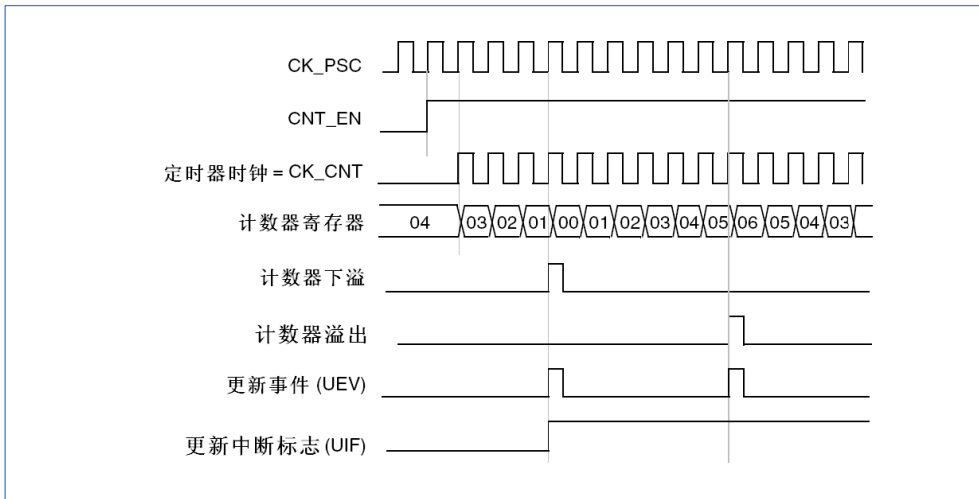 CK_PSC
CNT_EN
定时器时钟 = CK_CNT
计数器寄存器 04 03 02 01 00 01 02 03 04 05 06 05 04 03
计数器下溢
计数器溢出
更新事件 (UEV)
更新中断标志 (UIF)